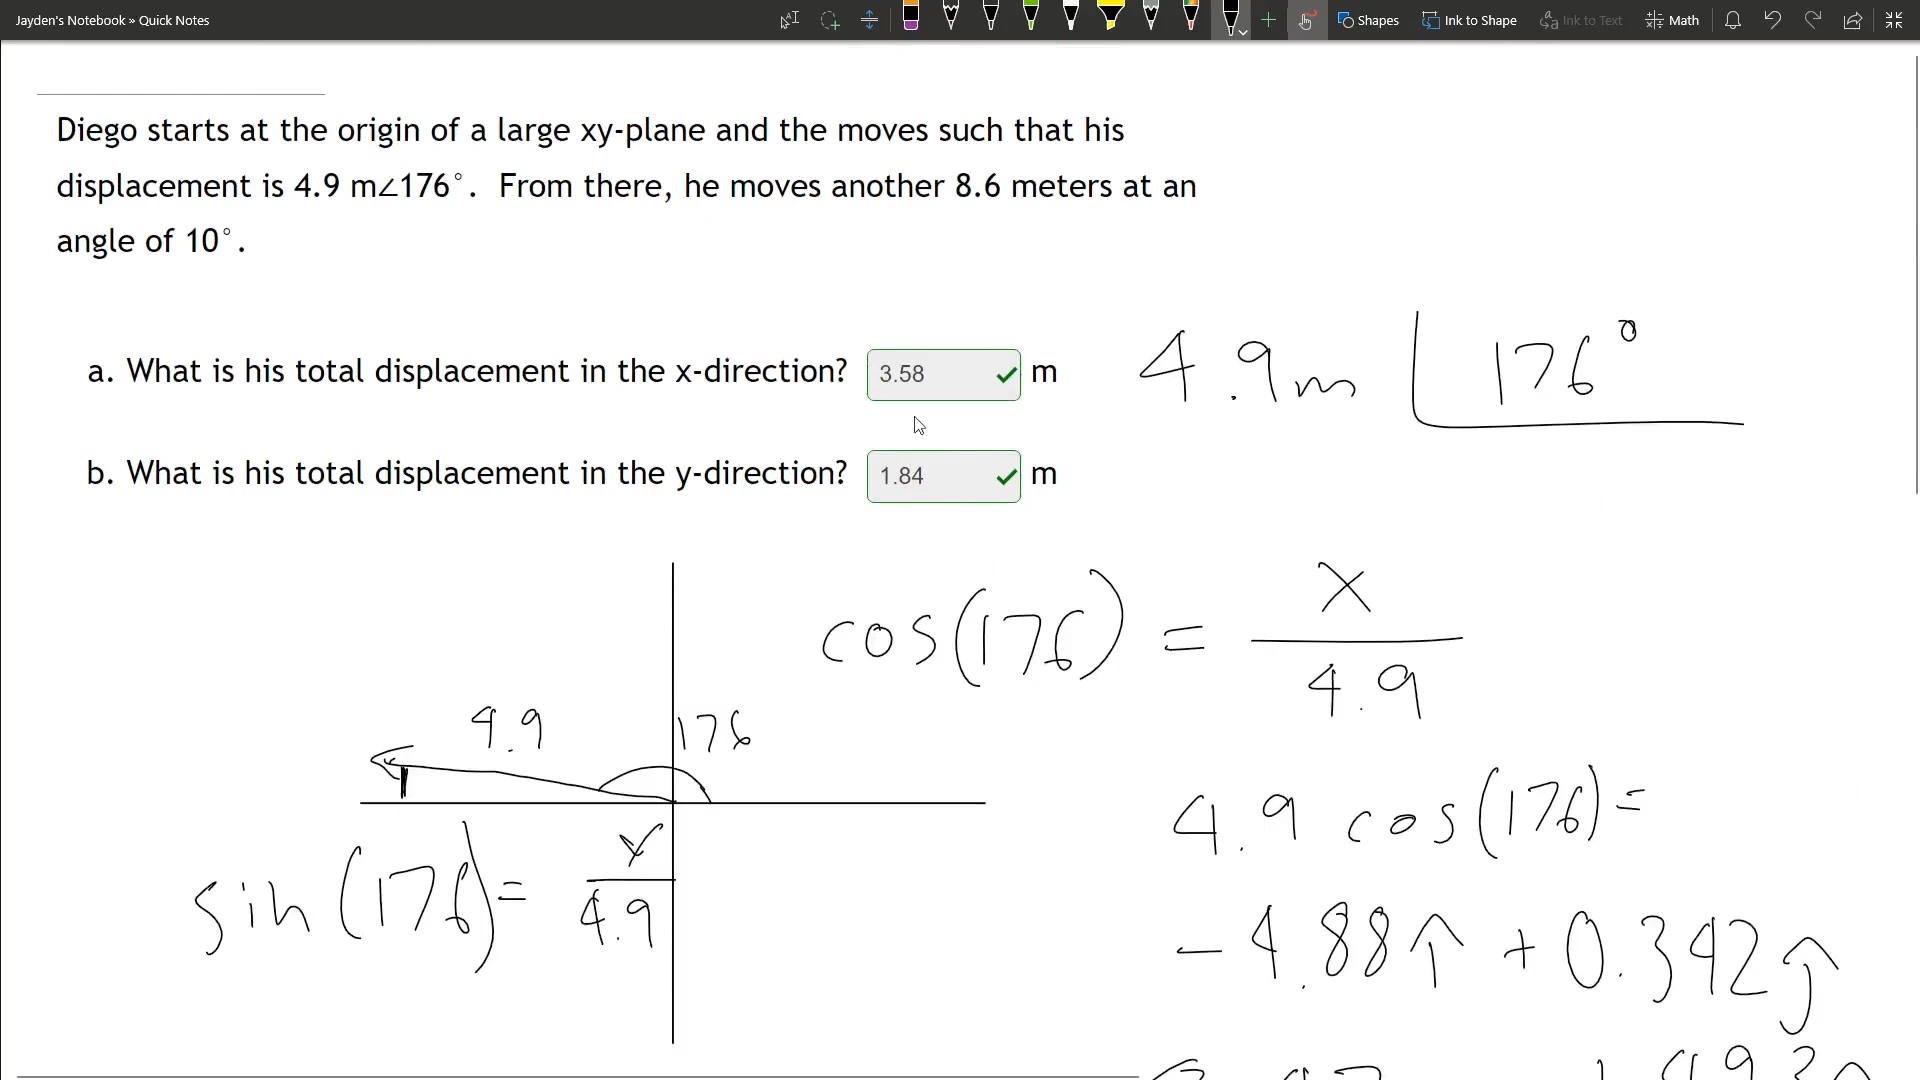 Jayden's Notebook » Quick Notes
Shapes
Ink to Shape
Ink to Text
Math
Diego starts at the origin of a large xy-plane and the moves such that his
displacement is 4.9 m∠176°. From there, he moves another 8.6 meters at an
angle of 10°.
a. What is his total displacement in the x-direction? 3.58 m
4.9m 176°
b. What is his total displacement in the y-direction? 1.84 m
cos(176) = x
4.9
4.9 176
4.9 cos(176) =
sin(176) = y
4.9
-4.88î + 0.342ĵ